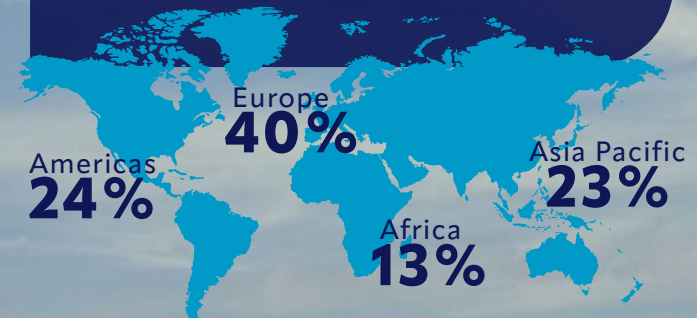 Europe
40%
Americas
24%
Asia Pacific
23%
Africa
13%